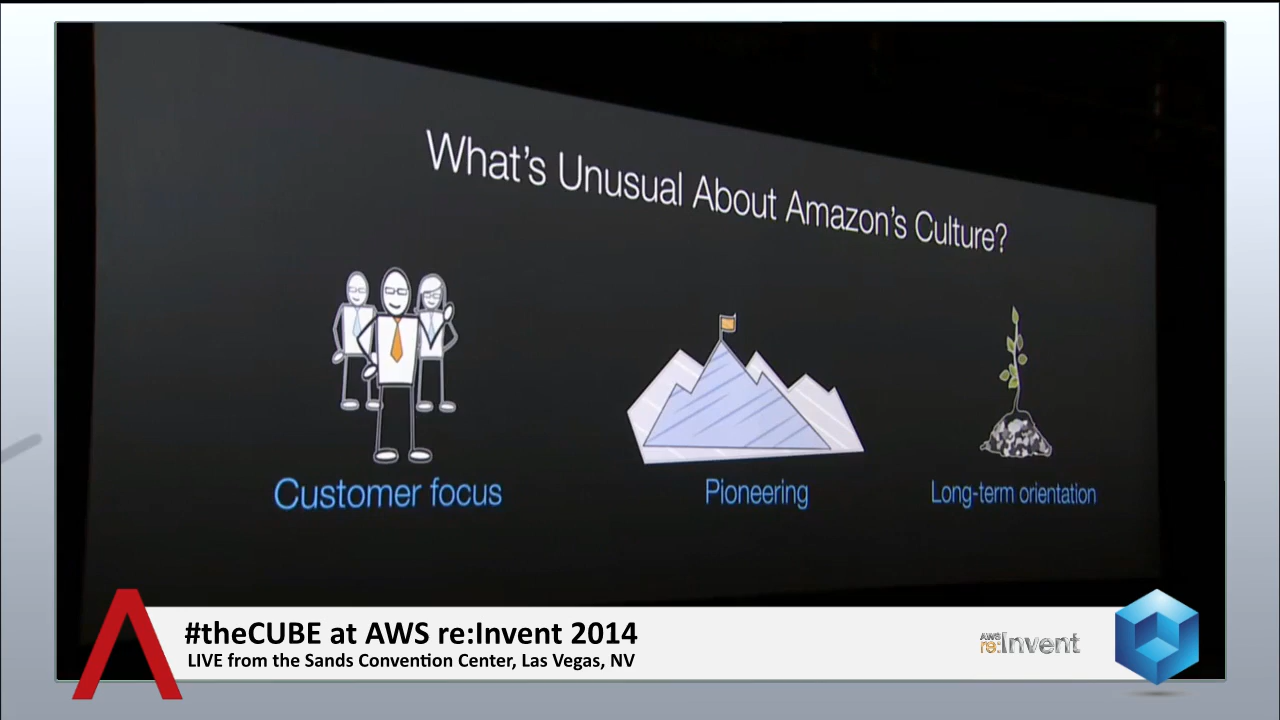 What's Unusual About Amazon's Culture?
Customer focus
Pioneering
Long-term orientation
#theCUBE at AWS re:Invent 2014
LIVE from the Sands Convention Center, Las Vegas, NV
AWS
re:Invent